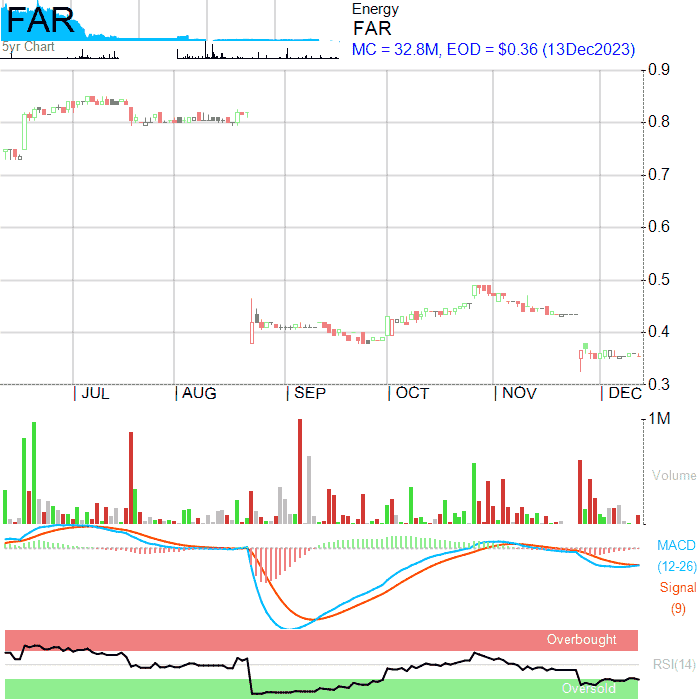 FAR
5yr Chart
Energy
FAR
MC = 32.8M, EOD = $0.36 (13Dec2023)
0.9
0.8
0.7
0.6
0.5
0.4
0.3
JUL AUG SEP OCT NOV DEC
1M
Volume
MACD
(12-26)
Signal
(9)
Overbought
RSI(14)
Oversold